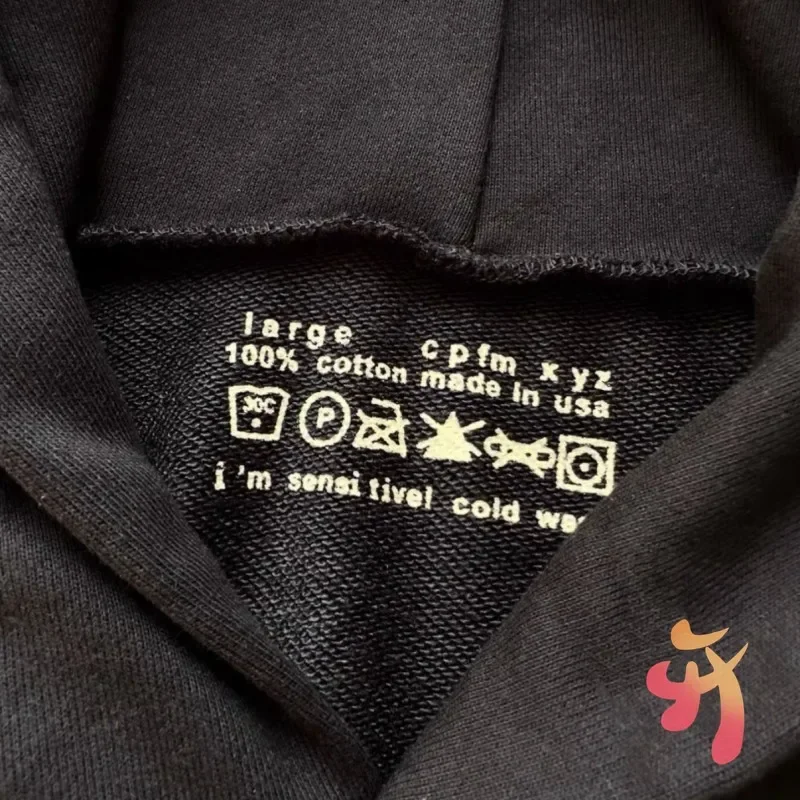 large cpfm xyz
100% cotton made in usa
30C P
i'm sensitive! cold